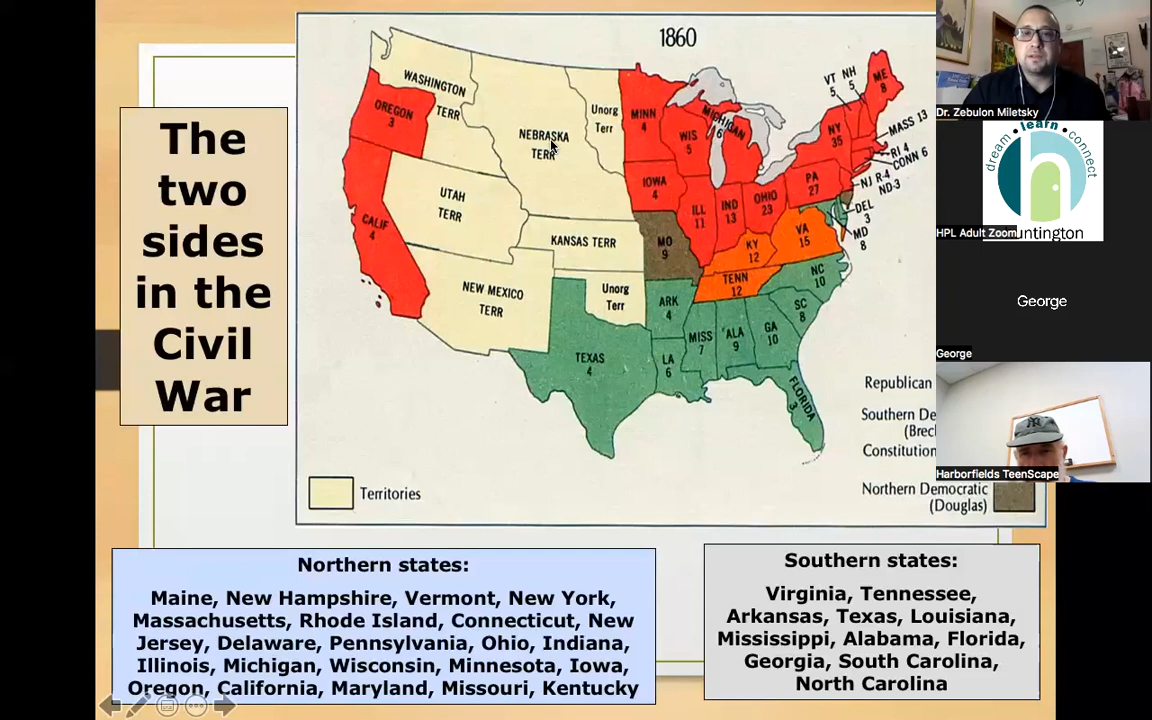 The
two
sides
in the
Civil
War
1860
WASHINGTON
TERR
OREGON
3
CALIF
4
NEBRASKA
TERR
Unorg
Terr
UTAH
TERR
KANSAS TERR
NEW MEXICO
TERR
Unorg
Terr
MINN
4
WIS
5
MICHIGAN
6
IOWA
4
ILL
11
IND
13
OHIO
23
PA
27
NY
35
VT
5
NH
5
ME
8
MASS 13
RI 4
CONN 6
NJ R-4
ND-3
DEL
3
MD
8
MO
9
KY
12
VA
15
TENN
12
NC
10
SC
8
ARK
4
MISS
7
ALA
9
GA
10
LA
6
TEXAS
4
FLORIDA
3
Territories
Republican
Southern De
(Brec
Constitution
Northern Democratic
(Douglas)
Northern states:
Maine, New Hampshire, Vermont, New York,
Massachusetts, Rhode Island, Connecticut, New
Jersey, Delaware, Pennsylvania, Ohio, Indiana,
Illinois, Michigan, Wisconsin, Minnesota, Iowa,
Oregon, California, Maryland, Missouri, Kentucky
Southern states:
Virginia, Tennessee,
Arkansas, Texas, Louisiana,
Mississippi, Alabama, Florida,
Georgia, South Carolina,
North Carolina
Dr. Zebulon Miletsky
dream • learn • connect
HPL Adult Zoom
untington
George
George
Harborfields TeenScape